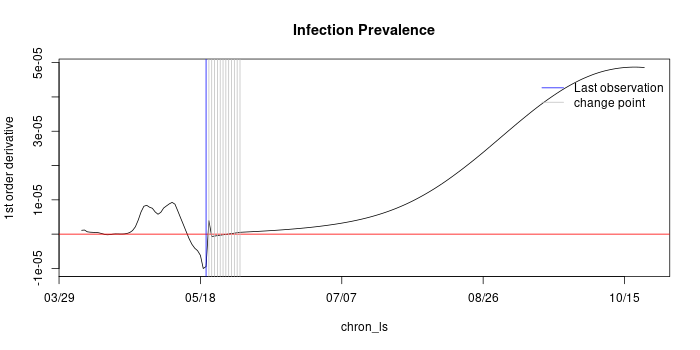 Infection Prevalence
1st order derivative
5e-05
3e-05
1e-05
-1e-05
Last observation
change point
03/29
05/18
07/07
08/26
10/15
chron_ls